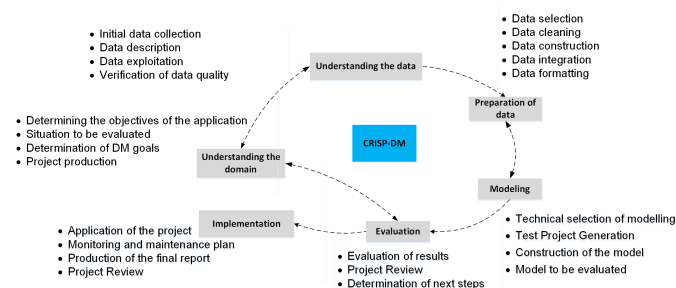 • Initial data collection
• Data description
• Data exploitation
• Verification of data quality
Understanding the data
• Data selection
• Data cleaning
• Data construction
• Data integration
• Data formatting
Preparation of
data
• Determining the objectives of the application
• Situation to be evaluated
• Determination of DM goals
• Project production
Understanding the
domain
CRISP-DM
Modeling
• Technical selection of modelling
• Test Project Generation
• Construction of the model
• Model to be evaluated
Implementation
• Application of the project
• Monitoring and maintenance plan
• Production of the final report
• Project Review
Evaluation
• Evaluation of results
• Project Review
• Determination of next steps